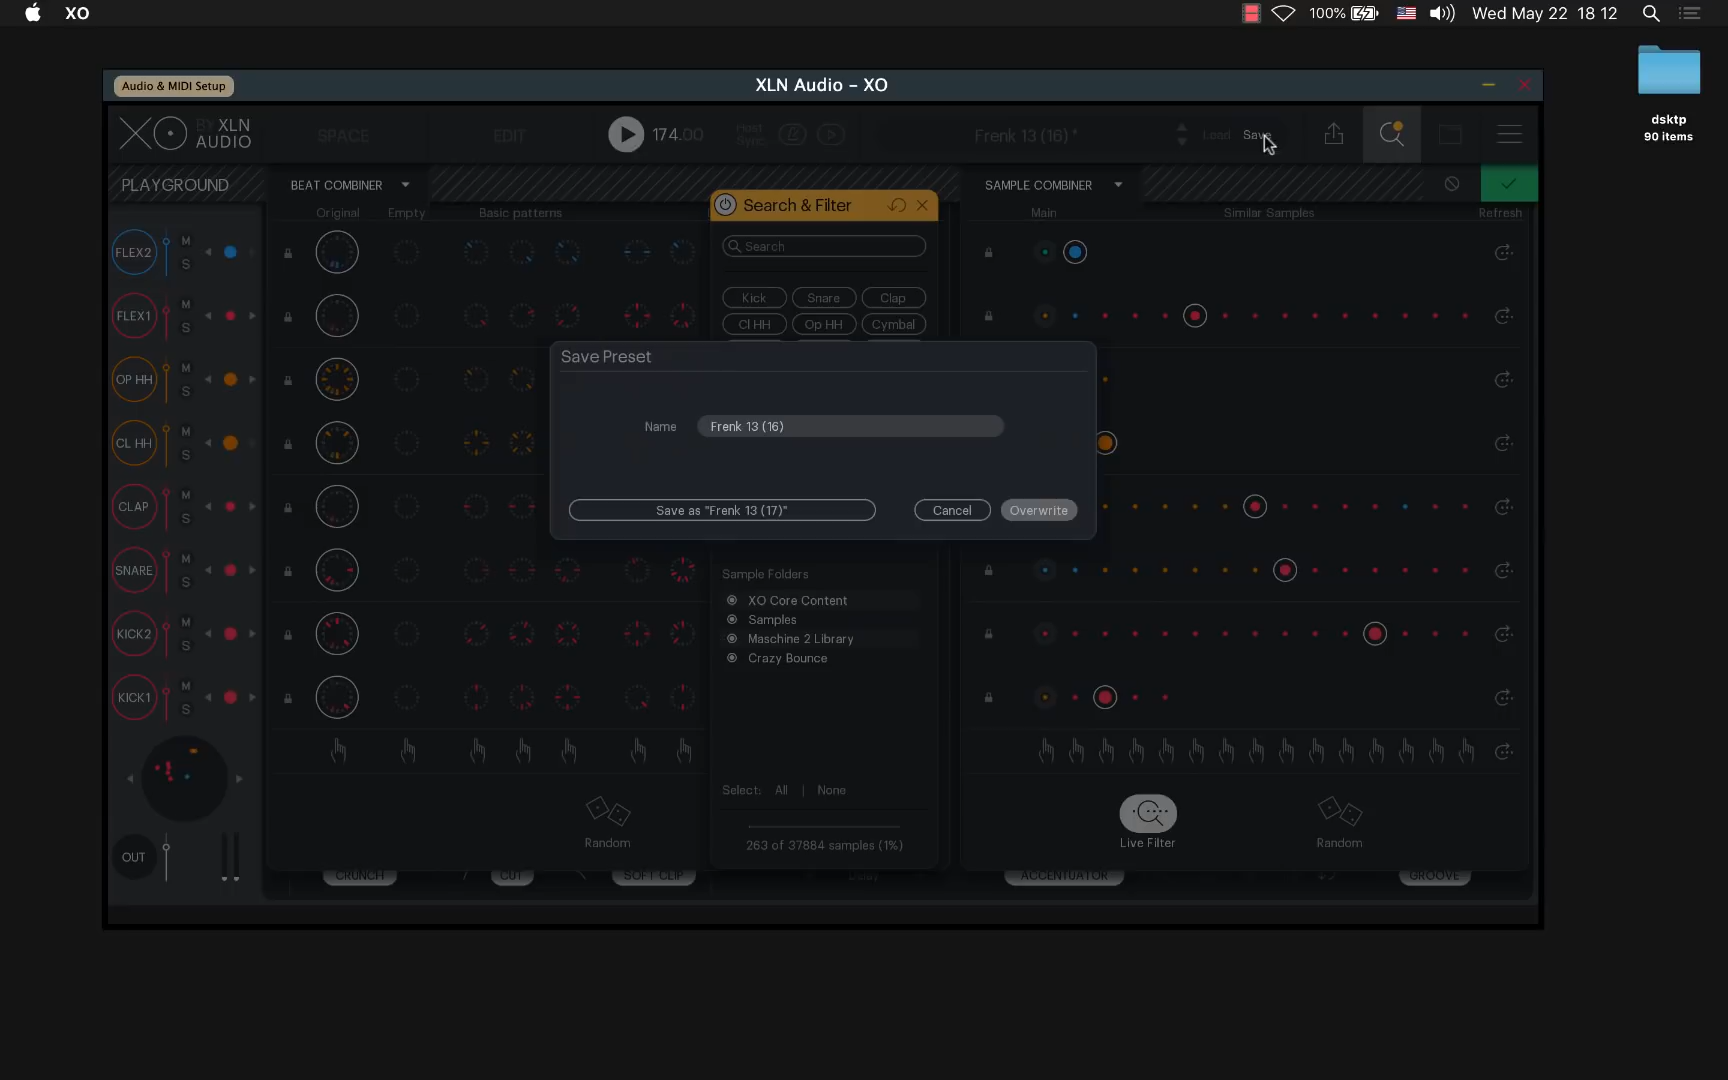 XO
100%
Wed May 22 18 12
dsktp
90 items
Audio & MIDI Setup
XLN Audio - XO
BY XLN
AUDIO
SPACE
EDIT
174.00
Host
Sync.
Frenk 13 (16) *
Load
Save
PLAYGROUND
BEAT COMBINER
SAMPLE COMBINER
Original
Empty
Basic patterns
Main
Similar Samples
Refresh
Search & Filter
Search
Kick
Snare
Clap
Cl HH
Op HH
Cymbal
FLEX2
M
S
FLEX1
M
S
OP HH
M
S
CL HH
M
S
CLAP
M
S
SNARE
M
S
KICK2
M
S
KICK1
M
S
OUT
Save Preset
Name
Frenk 13 (16)
Save as "Frenk 13 (17)"
Cancel
Overwrite
Sample Folders
XO Core Content
Samples
Maschine 2 Library
Crazy Bounce
Select: All | None
263 of 37884 samples (1%)
Random
Live Filter
Random
CRUNCH
CUT
SOFT CLIP
Delay
ACCENTUATOR
GROOVE